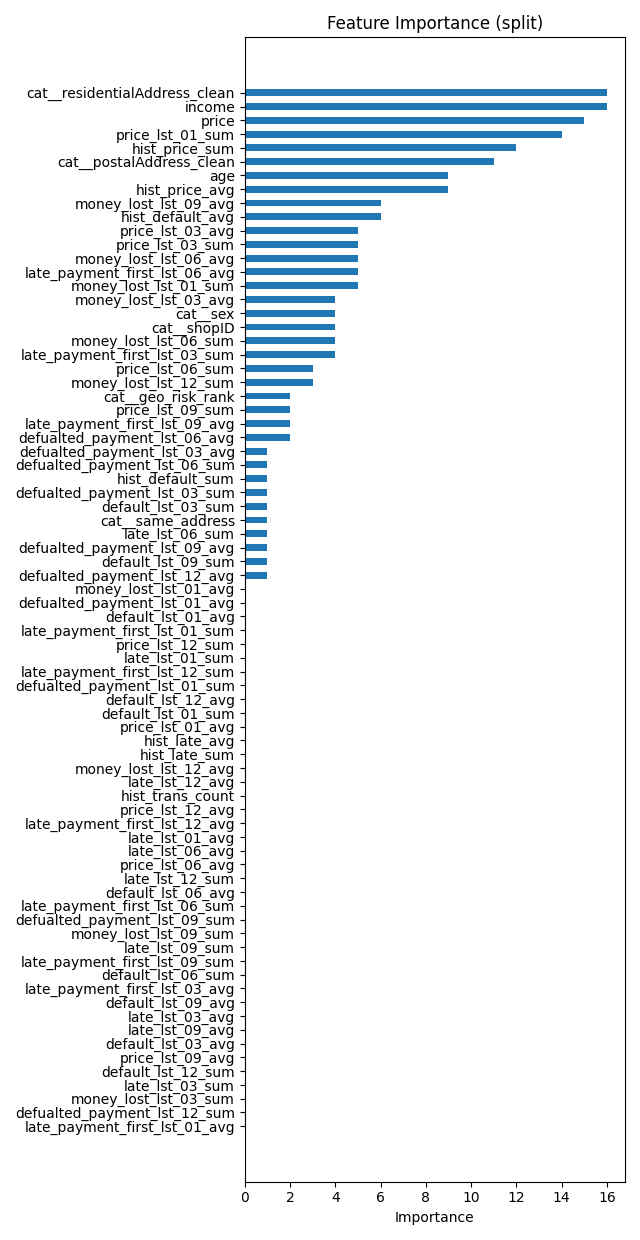 Feature Importance (split)
cat__residentialAddress_clean
income
price
price_lst_01_sum
hist_price_sum
cat__postalAddress_clean
age
hist_price_avg
money_lost_lst_09_avg
hist_default_avg
price_lst_03_avg
price_lst_03_sum
money_lost_lst_06_avg
late_payment_first_lst_06_avg
money_lost_lst_01_sum
money_lost_lst_03_avg
cat__sex
cat__shopID
money_lost_lst_06_sum
late_payment_first_lst_03_sum
price_lst_06_sum
money_lost_lst_12_sum
cat__geo_risk_rank
price_lst_09_sum
late_payment_first_lst_09_avg
defualted_payment_lst_06_avg
defualted_payment_lst_03_avg
defualted_payment_lst_06_sum
hist_default_sum
defualted_payment_lst_03_sum
default_lst_03_sum
cat__same_address
late_lst_06_sum
defualted_payment_lst_09_avg
default_lst_09_sum
defualted_payment_lst_12_avg
money_lost_lst_01_avg
defualted_payment_lst_01_avg
default_lst_01_avg
late_payment_first_lst_01_sum
price_lst_12_sum
late_lst_01_sum
late_payment_first_lst_12_sum
defualted_payment_lst_01_sum
default_lst_12_avg
default_lst_01_sum
price_lst_01_avg
hist_late_avg
hist_late_sum
money_lost_lst_12_avg
late_lst_12_avg
hist_trans_count
price_lst_12_avg
late_payment_first_lst_12_avg
late_lst_01_avg
late_lst_06_avg
price_lst_06_avg
late_lst_12_sum
default_lst_06_avg
late_payment_first_lst_06_sum
defualted_payment_lst_09_sum
money_lost_lst_09_sum
late_lst_09_sum
late_payment_first_lst_09_sum
default_lst_06_sum
late_payment_first_lst_03_avg
default_lst_09_avg
late_lst_03_avg
late_lst_09_avg
default_lst_03_avg
price_lst_09_avg
default_lst_12_sum
late_lst_03_sum
money_lost_lst_03_sum
defualted_payment_lst_12_sum
late_payment_first_lst_01_avg
0 2 4 6 8 10 12 14 16
Importance